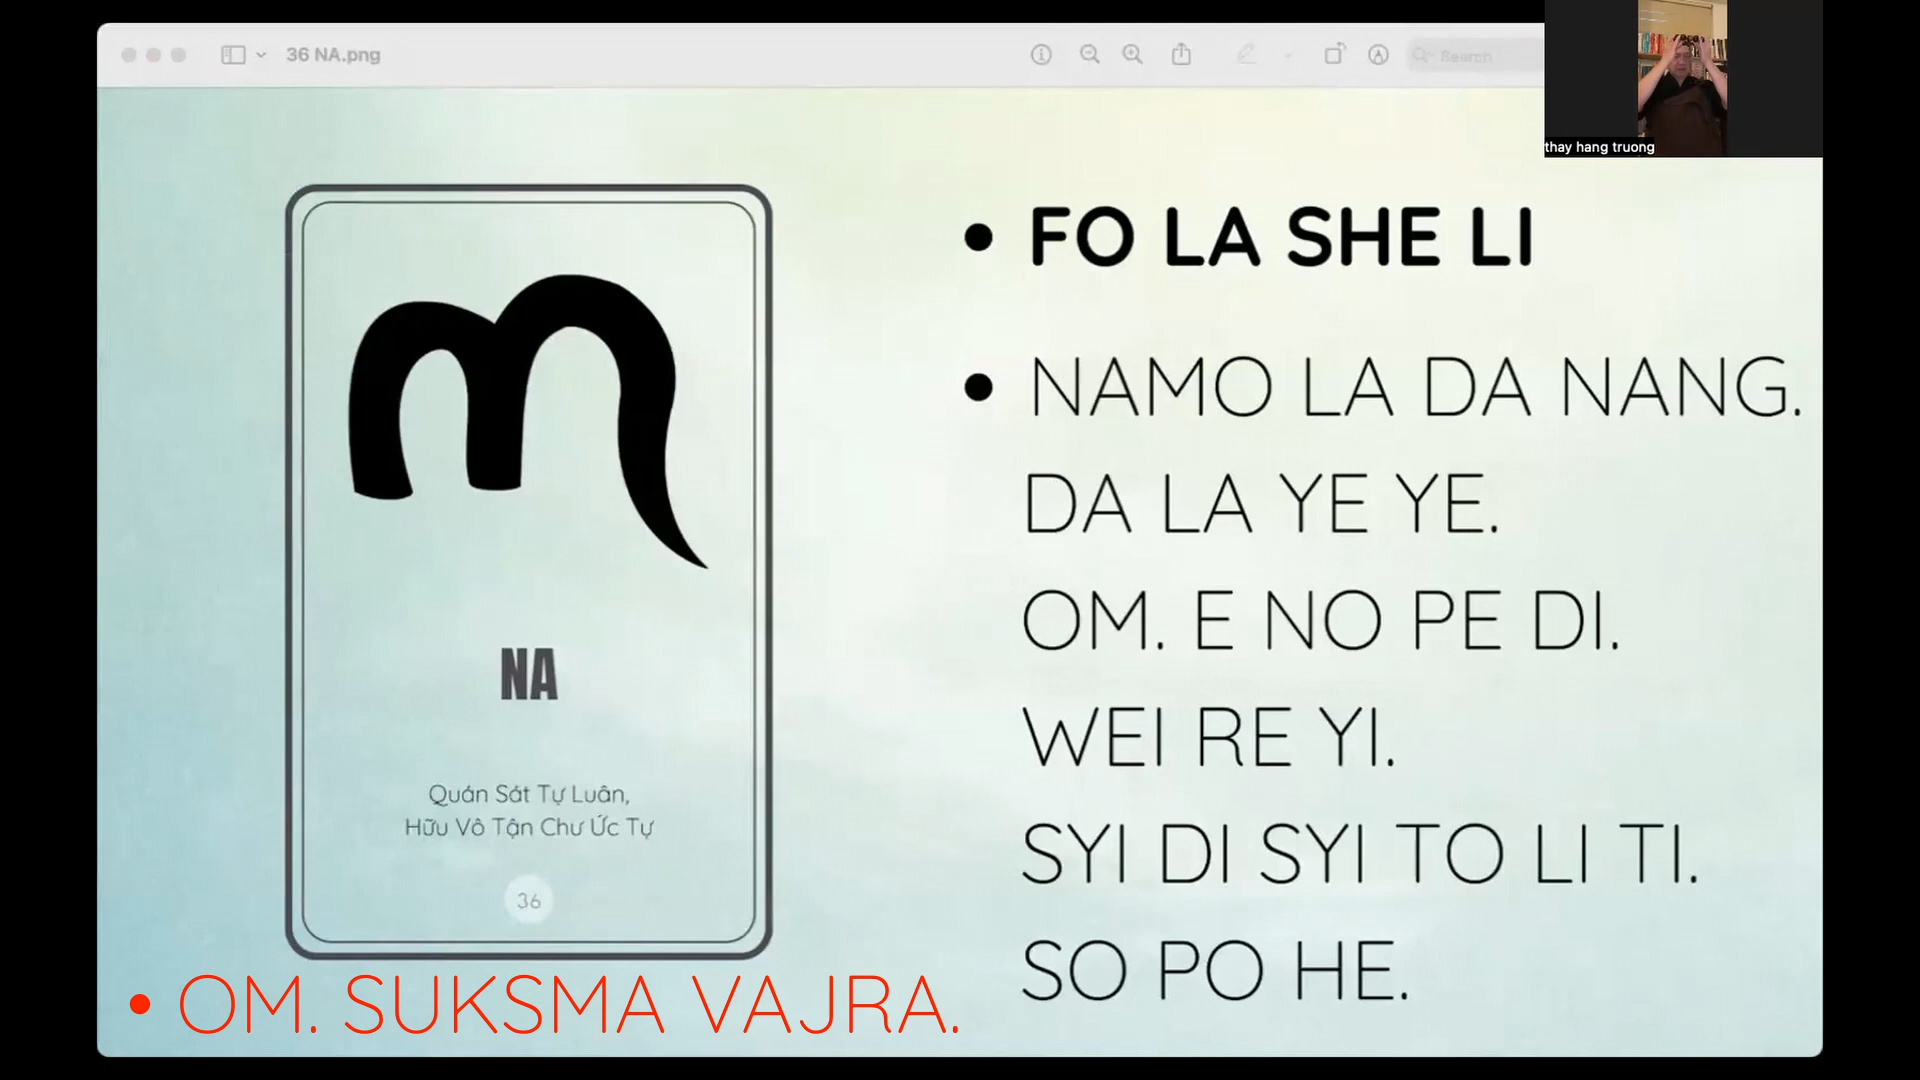 36 NA.png
Search
thay hang truong
• FO LA SHE LI
• NAMO LA DA NANG.
DA LA YE YE.
OM. E NO PE DI.
WEI RE YI.
SYI DI SYI TO LI TI.
SO PO HE.
NA
Quán Sát Tự Luân,
Hữu Vô Tận Chư Ức Tự
36
• OM. SUKSMA VAJRA.